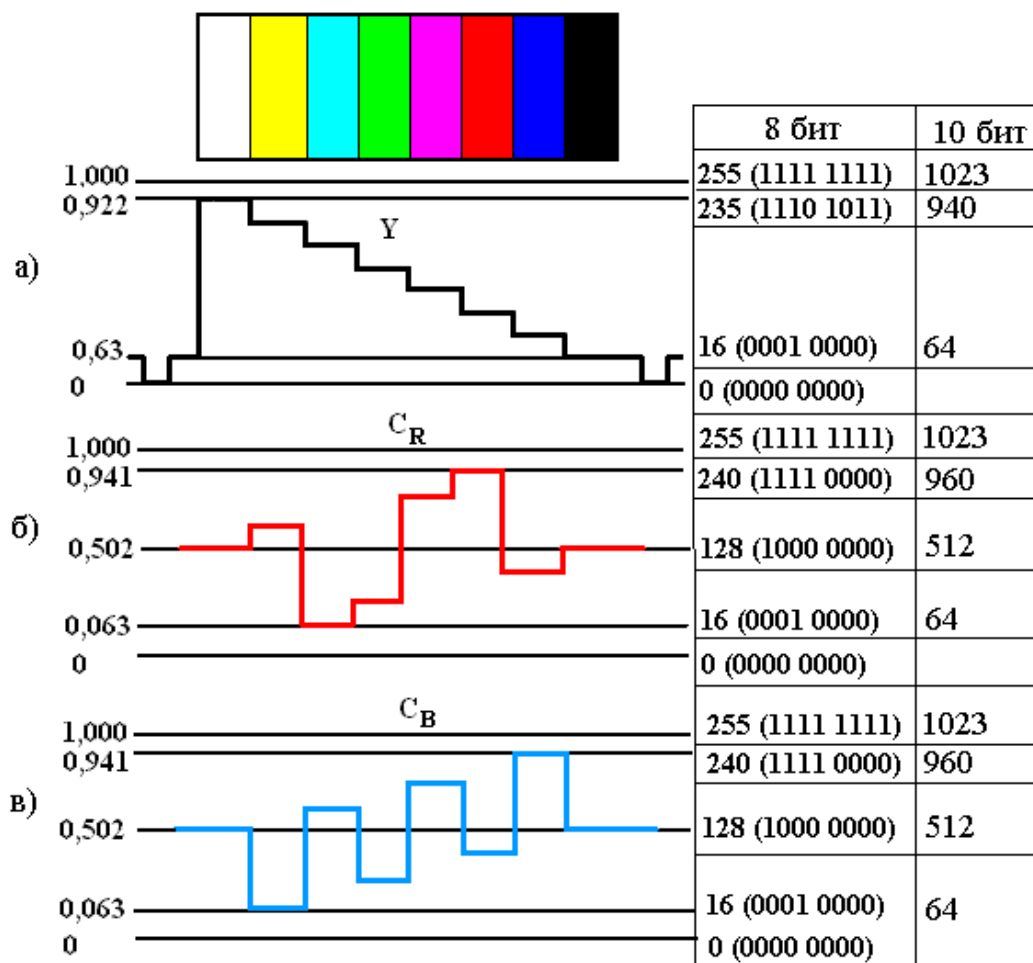 8 бит 10 бит
1,000 255 (1111 1111) 1023
0,922 235 (1110 1011) 940
Y
а)
0,63 16 (0001 0000) 64
0 0 (0000 0000)
C_R
1,000 255 (1111 1111) 1023
0,941 240 (1111 0000) 960
б)
0,502 128 (1000 0000) 512
0,063 16 (0001 0000) 64
0 0 (0000 0000)
C_B
1,000 255 (1111 1111) 1023
0,941 240 (1111 0000) 960
в)
0,502 128 (1000 0000) 512
0,063 16 (0001 0000) 64
0 0 (0000 0000)